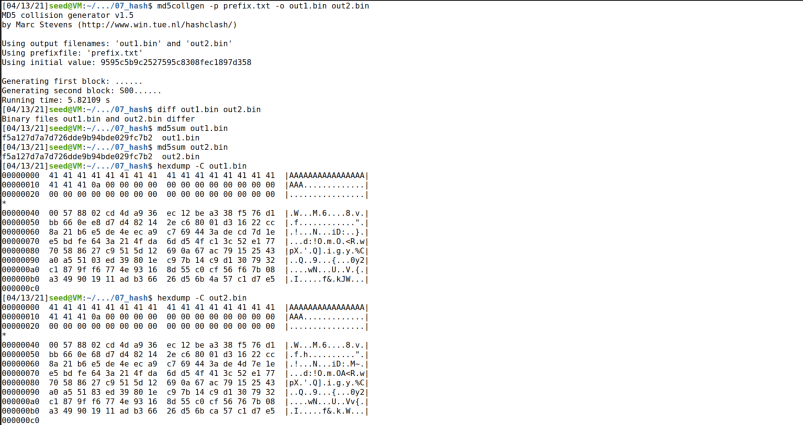 [04/13/21]seed@VM:~/.../07_hash$ md5collgen -p prefix.txt -o out1.bin out2.bin
MD5 collision generator v1.5
by Marc Stevens (http://www.win.tue.nl/hashclash/)
Using output filenames: 'out1.bin' and 'out2.bin'
Using prefixfile: 'prefix.txt'
Using initial value: 9595c5b9c2527595c8308fec1897d358
Generating first block: ......
Generating second block: S00......
Running time: 5.82109 s
[04/13/21]seed@VM:~/.../07_hash$ diff out1.bin out2.bin
Binary files out1.bin and out2.bin differ
[04/13/21]seed@VM:~/.../07_hash$ md5sum out1.bin
f5a127d7a7d726dde9b94bde029fc7b2  out1.bin
[04/13/21]seed@VM:~/.../07_hash$ md5sum out2.bin
f5a127d7a7d726dde9b94bde029fc7b2  out2.bin
[04/13/21]seed@VM:~/.../07_hash$ hexdump -C out1.bin
00000000  41 41 41 41 41 41 41 41  41 41 41 41 41 41 41 41  |AAAAAAAAAAAAAAAA|
00000010  41 41 41 0a 00 00 00 00  00 00 00 00 00 00 00 00  |AAA.............|
00000020  00 00 00 00 00 00 00 00  00 00 00 00 00 00 00 00  |................|
*
00000040  00 57 88 02 cd 4d a9 36  ec 12 be a3 38 f5 76 d1  |.W...M.6....8.v.|
00000050  bb 66 0e e8 d7 d4 82 14  2e c6 80 01 d3 16 22 cc  |.f............".|
00000060  8a 21 b6 e5 de 4e ec a9  c7 69 44 3a de cd 7d 1e  |.!...N...iD:..}.|
00000070  e5 bd fe 64 3a 21 4f da  6d d5 4f c1 3c 52 e1 77  |...d:!O.m.O.<R.w|
00000080  70 58 86 27 c9 51 5d 12  69 0a 67 ac 79 15 25 43  |pX.'.Q].i.g.y.%C|
00000090  a0 a5 51 03 ed 39 80 1e  c9 7b 14 c9 d1 30 79 32  |..Q..9...{...0y2|
000000a0  c1 87 9f f6 77 4e 93 16  8d 55 c0 cf 56 f6 7b 08  |....wN...U..V.{.|
000000b0  a3 49 90 19 11 ad b3 66  26 d5 6b 4a 57 c1 d7 e5  |.I.....f&.kJW...|
000000c0
[04/13/21]seed@VM:~/.../07_hash$ hexdump -C out2.bin
00000000  41 41 41 41 41 41 41 41  41 41 41 41 41 41 41 41  |AAAAAAAAAAAAAAAA|
00000010  41 41 41 0a 00 00 00 00  00 00 00 00 00 00 00 00  |AAA.............|
00000020  00 00 00 00 00 00 00 00  00 00 00 00 00 00 00 00  |................|
*
00000040  00 57 88 02 cd 4d a9 36  ec 12 be a3 38 f5 76 d1  |.W...M.6....8.v.|
00000050  bb 66 0e 68 d7 d4 82 14  2e c6 80 01 d3 16 22 cc  |.f.h..........".|
00000060  8a 21 b6 e5 de 4e ec a9  c7 69 44 3a de 4d 7e 1e  |.!...N...iD:.M~.|
00000070  e5 bd fe 64 3a 21 4f da  6d d5 4f 41 3c 52 e1 77  |...d:!O.m.OA<R.w|
00000080  70 58 86 27 c9 51 5d 12  69 0a 67 ac 79 15 25 43  |pX.'.Q].i.g.y.%C|
00000090  a0 a5 51 83 ed 39 80 1e  c9 7b 14 c9 d1 30 79 32  |..Q..9...{...0y2|
000000a0  c1 87 9f f6 77 4e 93 16  8d 55 c0 cf 56 76 7b 08  |....wN...U..Vv{.|
000000b0  a3 49 90 19 11 ad b3 66  26 d5 6b ca 57 c1 d7 e5  |.I.....f&.k.W...|
000000c0